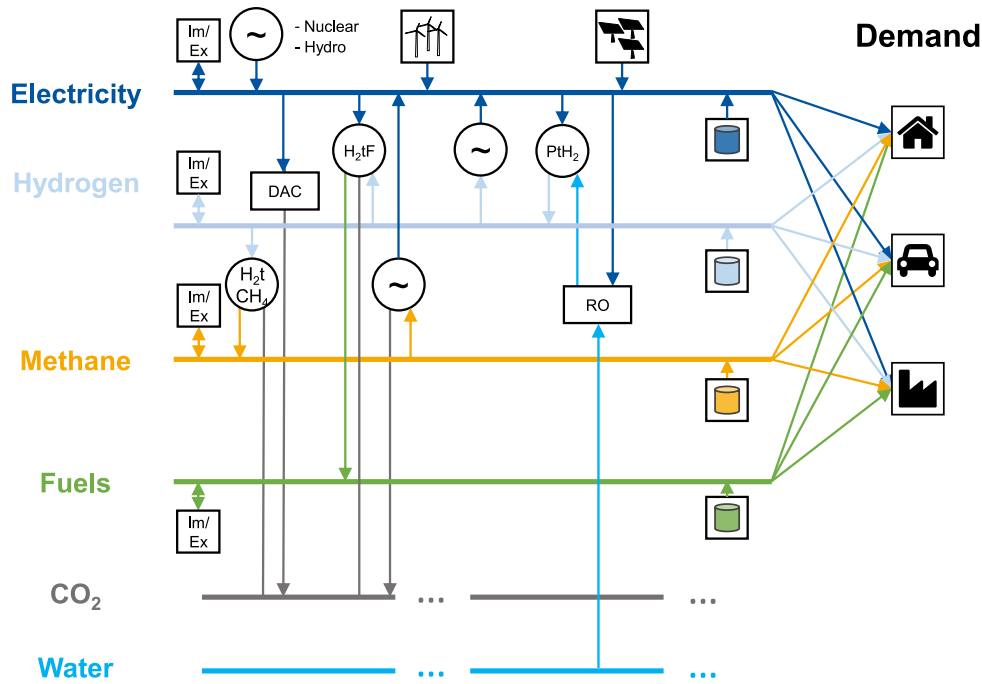 Im/
Ex
~
- Nuclear
- Hydro
Demand
Electricity
H₂tF
~
PtH₂
Im/
Ex
Hydrogen
DAC
H₂t
CH₄
~
Im/
Ex
RO
Methane
Fuels
Im/
Ex
CO₂
...
...
Water
...
...